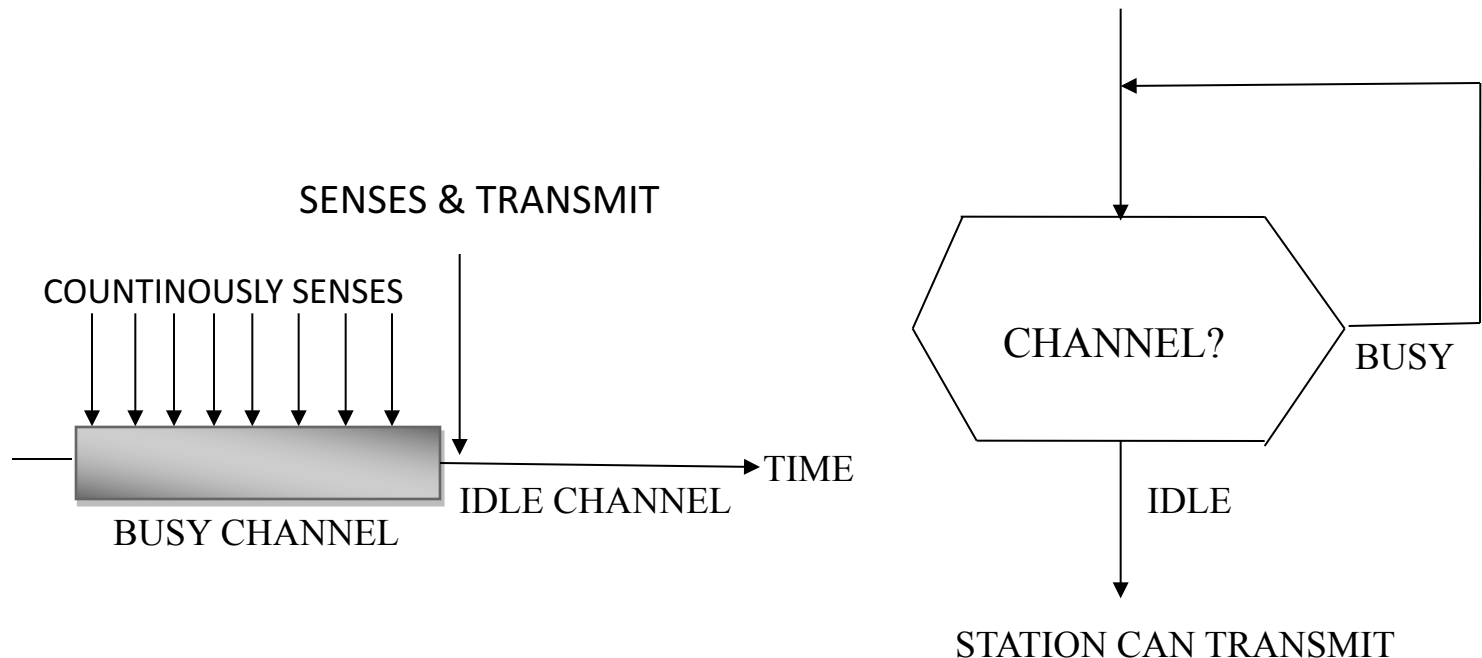 SENSES & TRANSMIT
COUNTINOUSLY SENSES
TIME
IDLE CHANNEL
BUSY CHANNEL
CHANNEL?
BUSY
IDLE
STATION CAN TRANSMIT